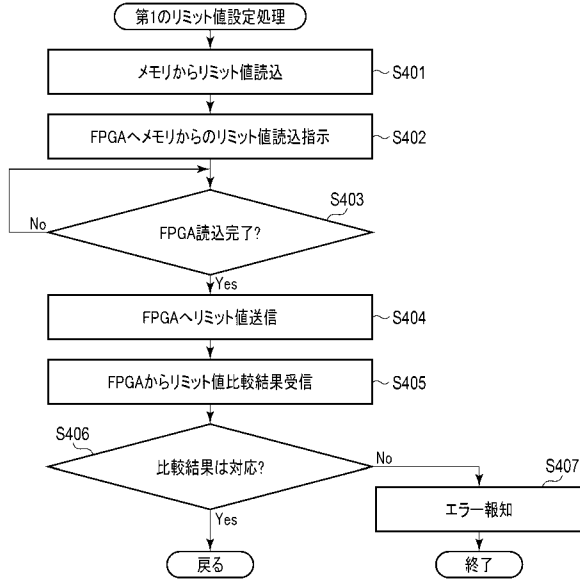 第1のリミット値設定処理
メモリからリミット値読込
S401
FPGAへメモリからのリミット値読込指示
S402
S403
No
FPGA読込完了?
Yes
FPGAへリミット値送信
S404
FPGAからリミット値比較結果受信
S405
S406
比較結果は対応?
No
S407
エラー報知
Yes
戻る
終了